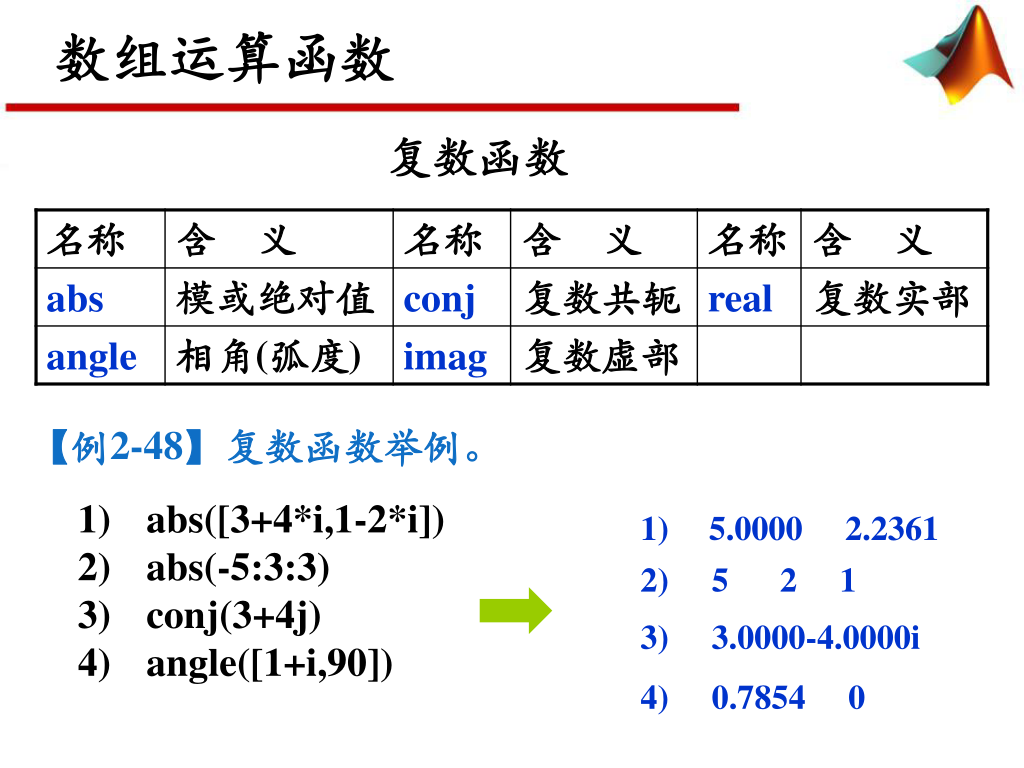 数组运算函数
复数函数
名称 含 义 名称 含 义 名称 含 义
abs 模或绝对值 conj 复数共轭 real 复数实部
angle 相角(弧度) imag 复数虚部
【例2-48】复数函数举例。
1) abs([3+4*i,1-2*i])
2) abs(-5:3:3)
3) conj(3+4j)
4) angle([1+i,90])
1) 5.0000 2.2361
2) 5 2 1
3) 3.0000-4.0000i
4) 0.7854 0